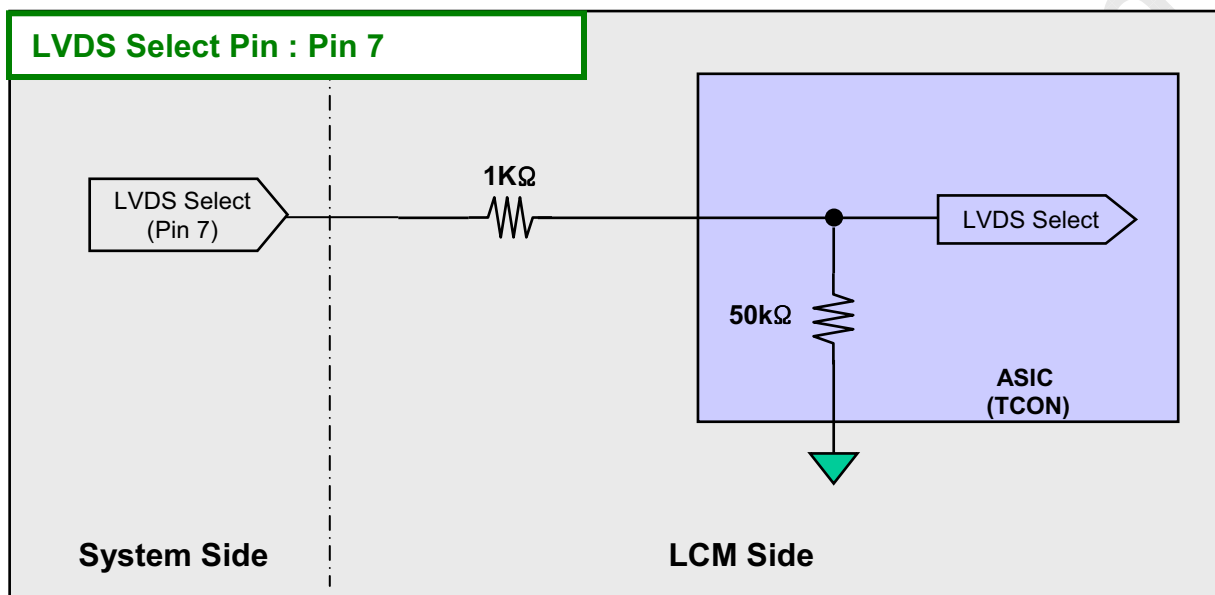 LVDS Select Pin : Pin 7
LVDS Select
(Pin 7)
1KΩ
LVDS Select
50kΩ
ASIC
(TCON)
System Side
LCM Side